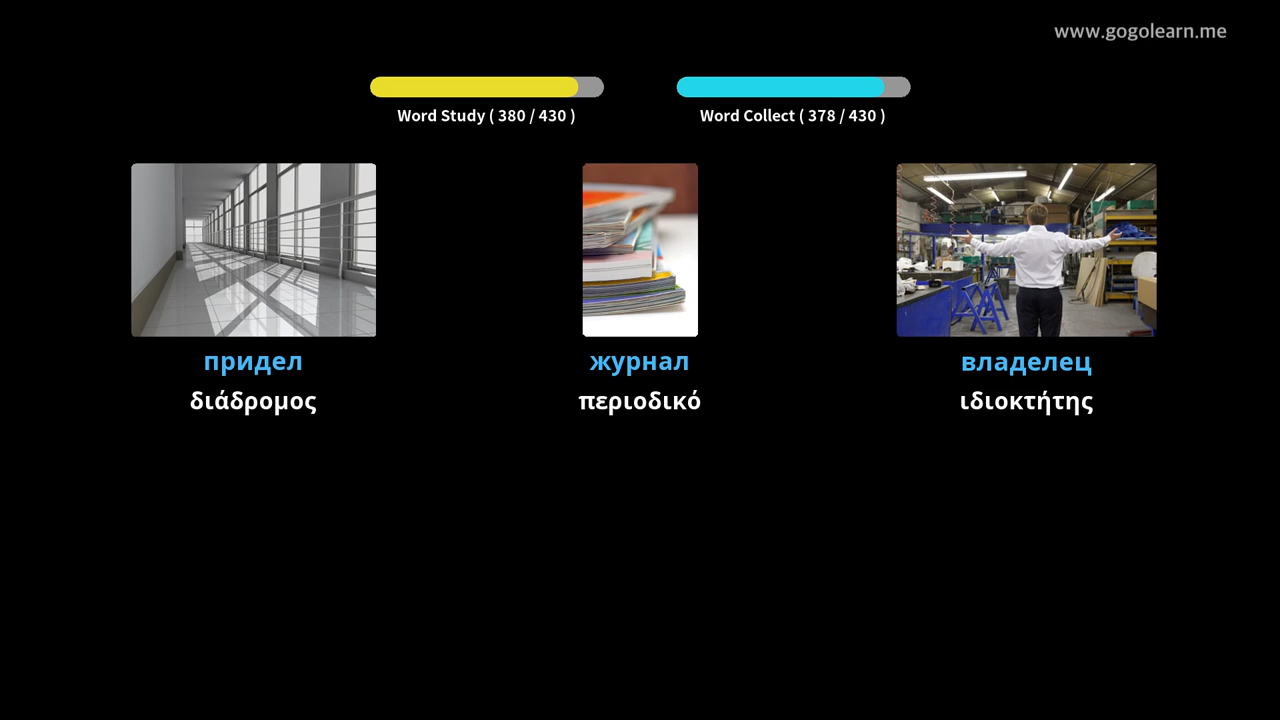 www.gogolearn.me
Word Study ( 380 / 430 )
Word Collect ( 378 / 430 )
придел
журнал
владелец
διάδρομος
περιοδικό
ιδιοκτήτης